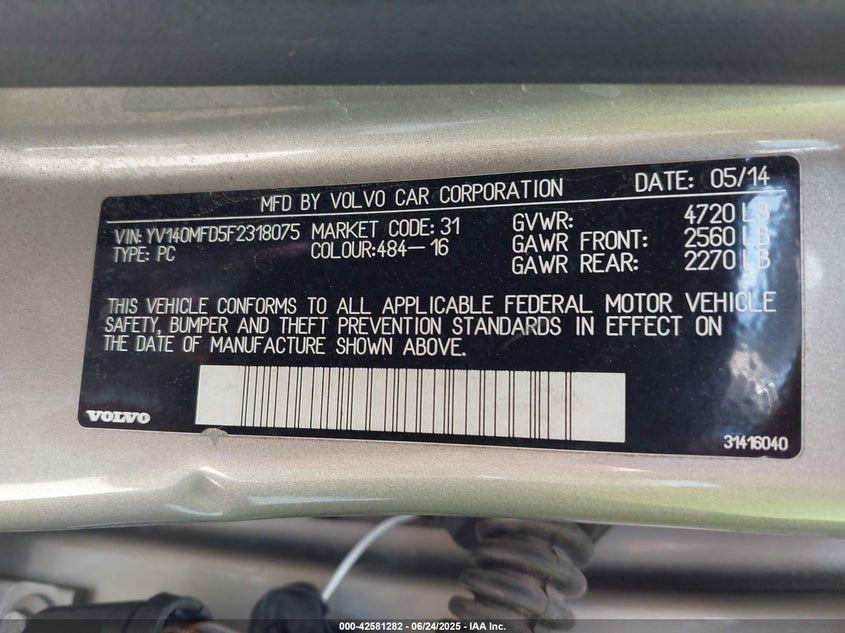 MFD BY VOLVO CAR CORPORATION DATE: 05/14
VIN: YV140MFD5F2318075 MARKET CODE: 31 GVWR: 4720 LB
TYPE: PC COLOUR:484-16 GAWR FRONT: 2560 LB
GAWR REAR: 2270 LB
THIS VEHICLE CONFORMS TO ALL APPLICABLE FEDERAL MOTOR VEHICLE
SAFETY, BUMPER AND THEFT PREVENTION STANDARDS IN EFFECT ON
THE DATE OF MANUFACTURE SHOWN ABOVE.
VOLVO
31416040
000-42581282 - 06/24/2025 - IAA Inc.